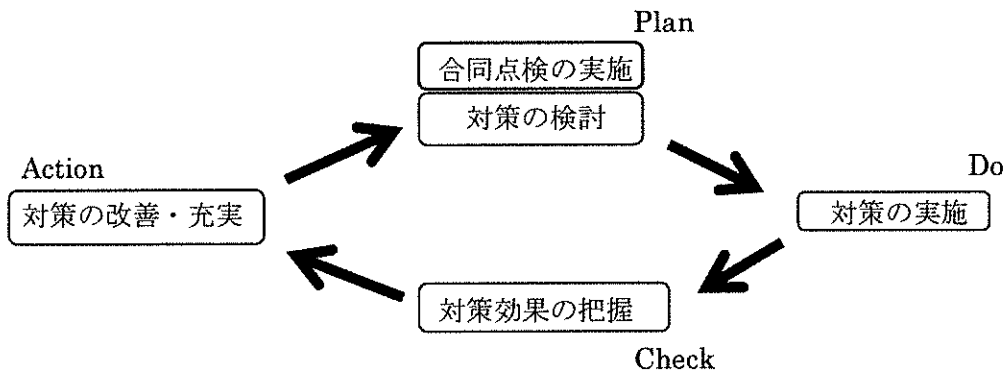 Plan
合同点検の実施
対策の検討
Action
対策の改善・充実
Do
対策の実施
対策効果の把握
Check